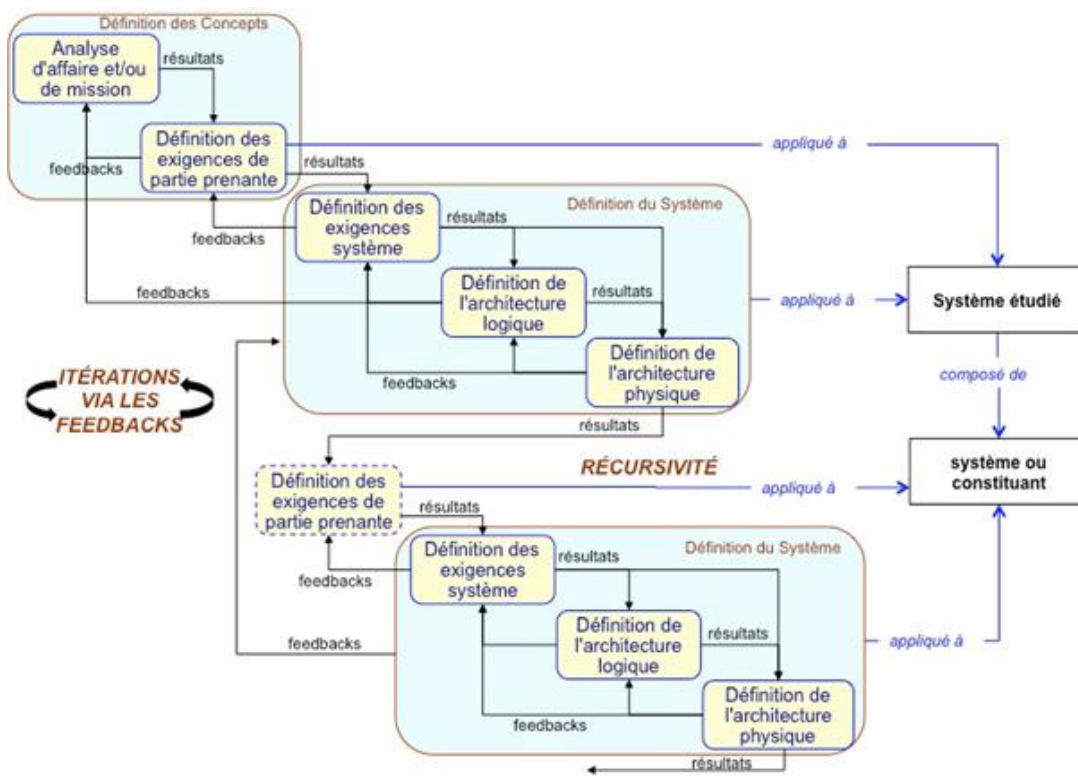 Définition des Concepts
Analyse
d'affaire et/ou
de mission
résultats
Définition des
exigences de
partie prenante
appliqué à
feedbacks
résultats
Définition du Système
Définition des
exigences
système
résultats
feedbacks
feedbacks
Définition de
l'architecture
logique
résultats
appliqué à
Système étudié
Définition de
l'architecture
physique
feedbacks
ITÉRATIONS
VIA LES
FEEDBACKS
composé de
résultats
RÉCURSIVITÉ
Définition des
exigences de
partie prenante
appliqué à
système ou
constituant
résultats
Définition du Système
Définition des
exigences
système
résultats
feedbacks
feedbacks
Définition de
l'architecture
logique
résultats
appliqué à
Définition de
l'architecture
physique
feedbacks
résultats